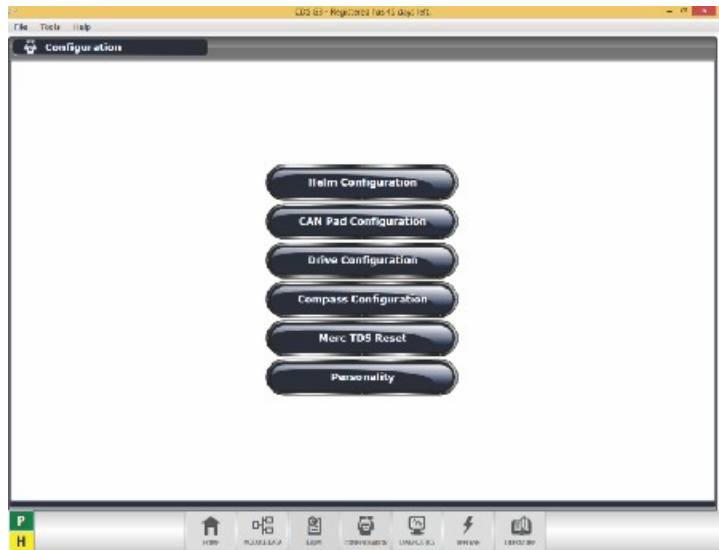 CDS G3 - Registered has 45 days left.
File Tools Help
Configuration
Helm Configuration
CAN Pad Configuration
Drive Configuration
Compass Configuration
Merc TDS Reset
Personality
P
H